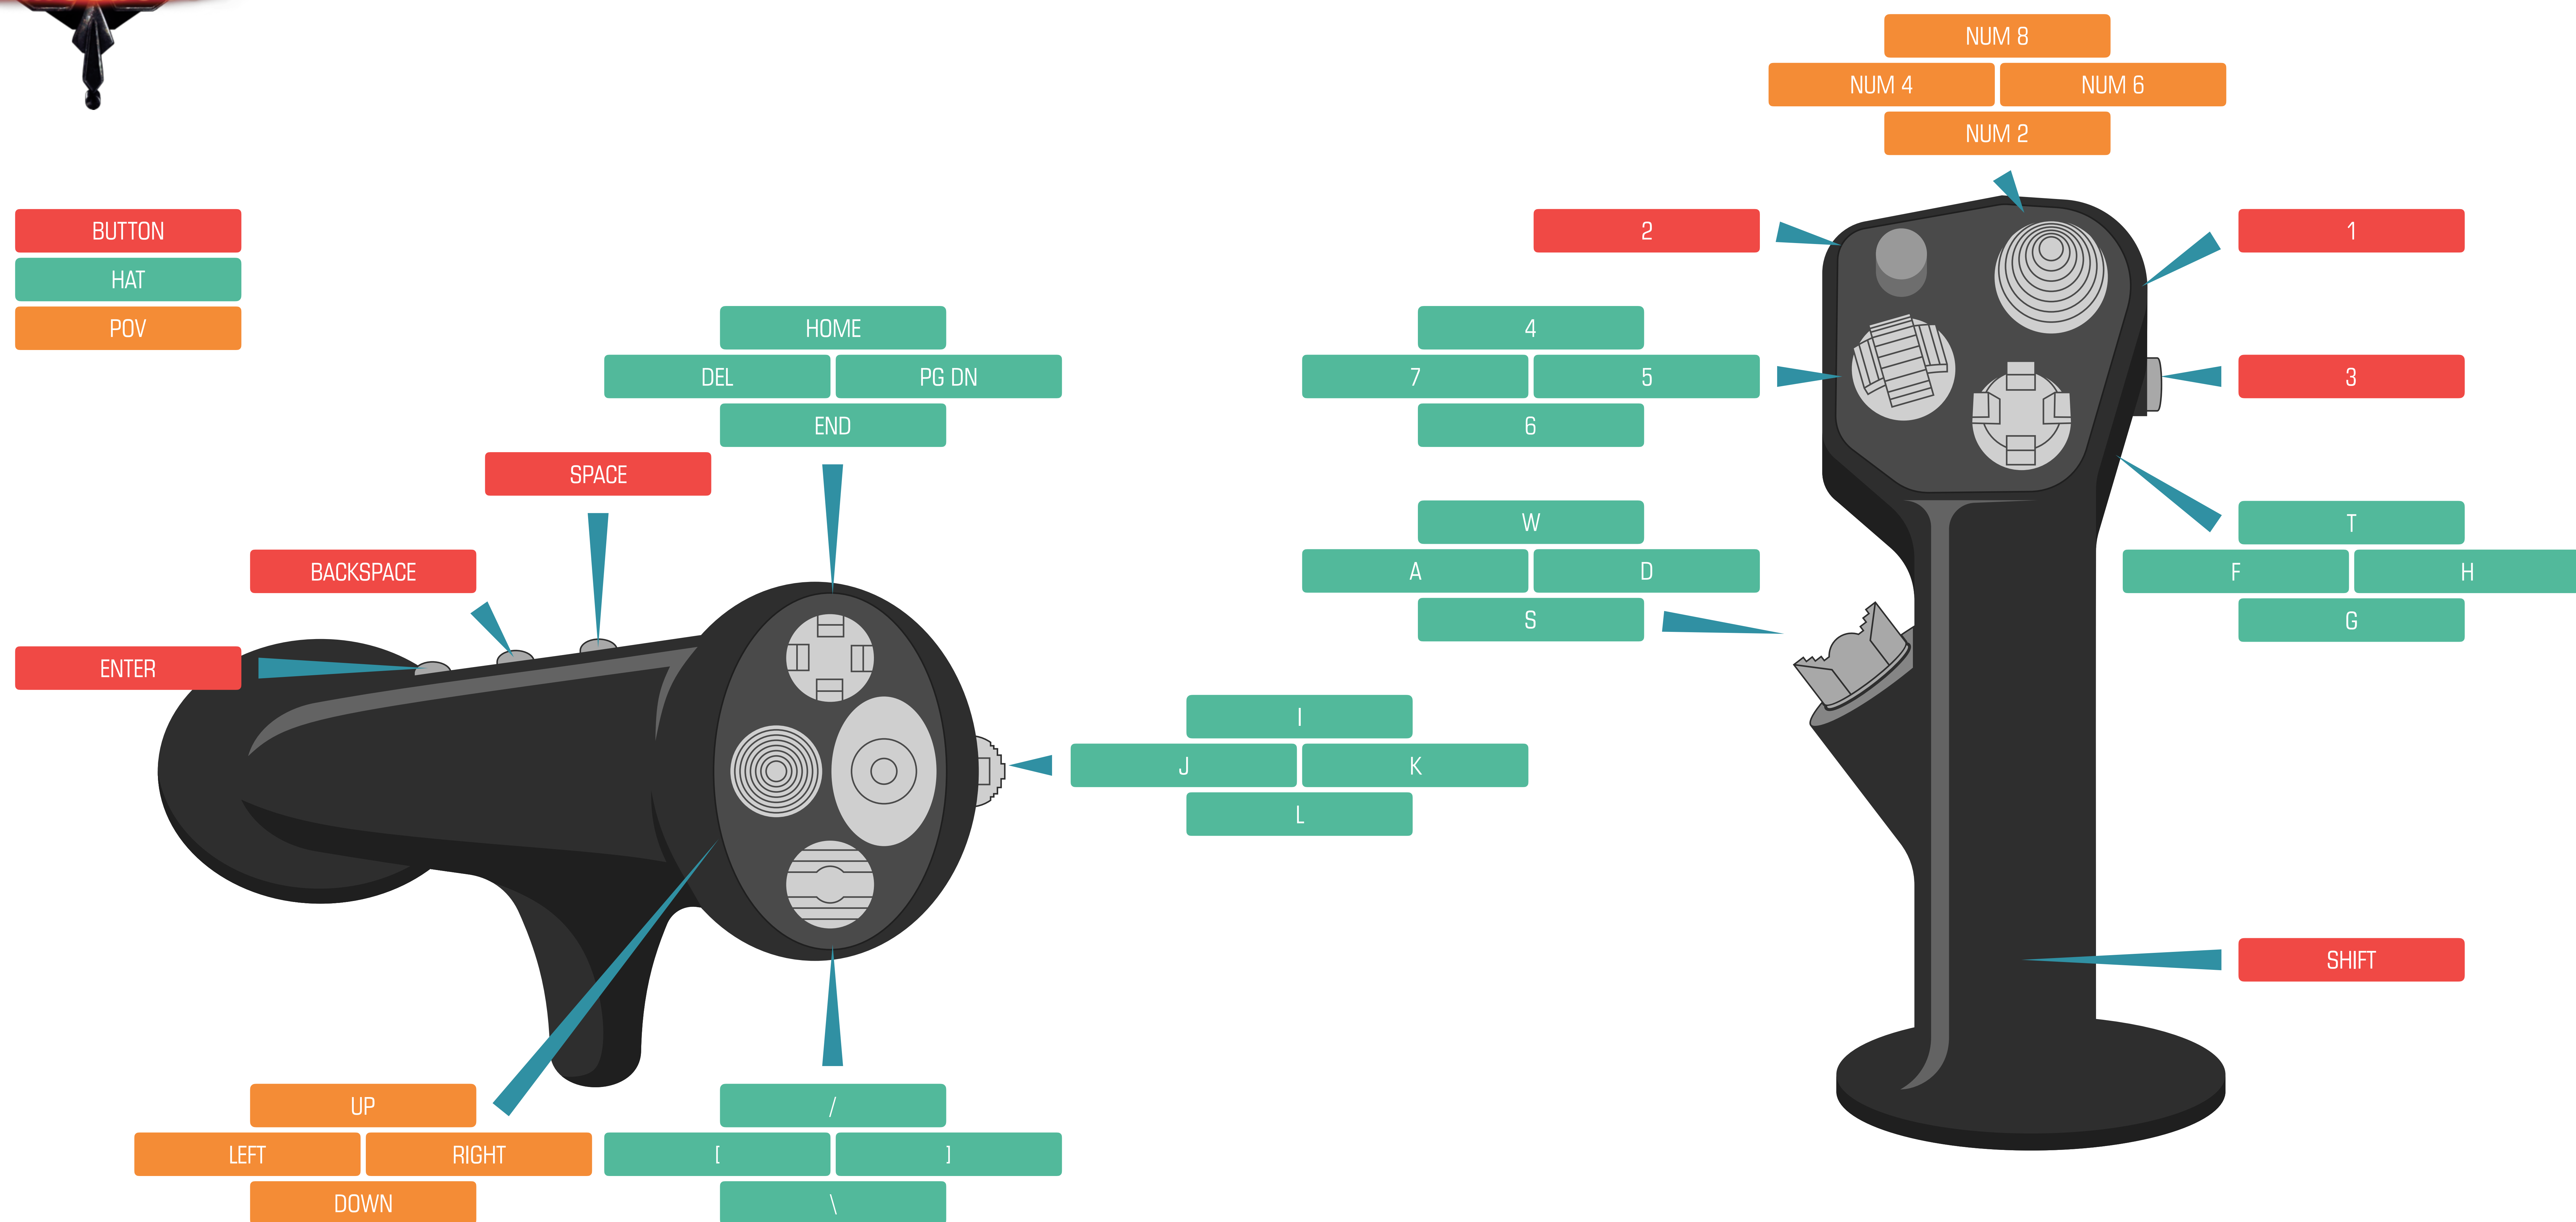 NUM 8
NUM 4 NUM 6
NUM 2
BUTTON
HAT
POV
2
1
HOME
DEL PG DN
END
4
7 5
6
3
SPACE
BACKSPACE
ENTER
W
A D
S
T
F H
G
I
J K
L
SHIFT
UP
LEFT RIGHT
DOWN
/
[ ]
\